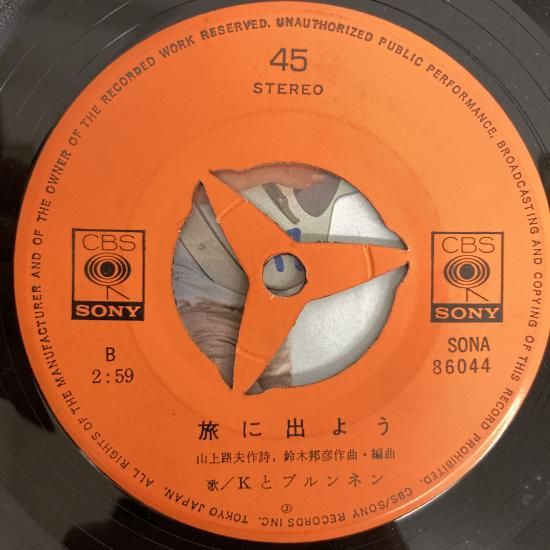 ALL RIGHTS OF THE MANUFACTURER AND OF THE OWNER OF THE RECORDED WORK RESERVED. UNAUTHORIZED PUBLIC PERFORMANCE, BROADCASTING AND COPYING OF THIS RECORD PROHIBITED. CBS/SONY RECORDS INC. TOKYO JAPAN.
45
STEREO
CBS
SONY
CBS
SONY
B
2:59
SONA
86044
旅に出よう
山上路夫作詩,鈴木邦彦作曲・編曲
歌/Kとブルンネン
Ⓟ